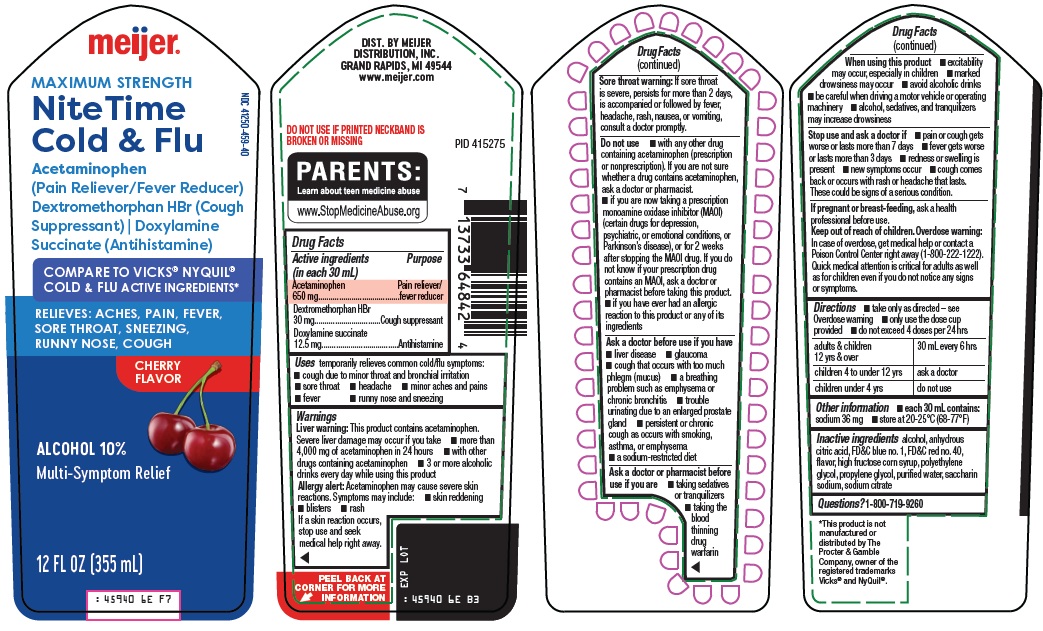 meijer.
MAXIMUM STRENGTH
NiteTime
Cold & Flu
NDC 41250-459-40
Acetaminophen
(Pain Reliever/Fever Reducer)
Dextromethorphan HBr (Cough
Suppressant) | Doxylamine
Succinate (Antihistamine)
COMPARE TO VICKS® NYQUIL®
COLD & FLU ACTIVE INGREDIENTS*
RELIEVES: ACHES, PAIN, FEVER,
SORE THROAT, SNEEZING,
RUNNY NOSE, COUGH
CHERRY
FLAVOR
ALCOHOL 10%
Multi-Symptom Relief
12 FL OZ (355 mL)
: 45940 6E F7
DIST. BY MEIJER
DISTRIBUTION, INC.
GRAND RAPIDS, MI 49544
www.meijer.com
DO NOT USE IF PRINTED NECKBAND IS
BROKEN OR MISSING
PID 415275
PARENTS:
Learn about teen medicine abuse
www.StopMedicineAbuse.org
7 13733 64842 4
Drug Facts
Active ingredients Purpose
(in each 30 mL)
Acetaminophen Pain reliever/
650 mg..............................fever reducer
Dextromethorphan HBr
30 mg.........................Cough suppressant
Doxylamine succinate
12.5 mg..............................Antihistamine
Uses temporarily relieves common cold/flu symptoms:
■ cough due to minor throat and bronchial irritation
■ sore throat ■ headache ■ minor aches and pains
■ fever ■ runny nose and sneezing
Warnings
Liver warning: This product contains acetaminophen.
Severe liver damage may occur if you take ■ more than
4,000 mg of acetaminophen in 24 hours ■ with other
drugs containing acetaminophen ■ 3 or more alcoholic
drinks every day while using this product
Allergy alert: Acetaminophen may cause severe skin
reactions. Symptoms may include: ■ skin reddening
■ blisters ■ rash
If a skin reaction occurs,
stop use and seek
medical help right away.
PEEL BACK AT
CORNER FOR MORE
INFORMATION
EXP LOT
: 45940 6E B3
Drug Facts
(continued)
Sore throat warning: If sore throat
is severe, persists for more than 2 days,
is accompanied or followed by fever,
headache, rash, nausea, or vomiting,
consult a doctor promptly.
Do not use ■ with any other drug
containing acetaminophen (prescription
or nonprescription). If you are not sure
whether a drug contains acetaminophen,
ask a doctor or pharmacist.
■ if you are now taking a prescription
monoamine oxidase inhibitor (MAOI)
(certain drugs for depression,
psychiatric, or emotional conditions, or
Parkinson's disease), or for 2 weeks
after stopping the MAOI drug. If you do
not know if your prescription drug
contains an MAOI, ask a doctor or
pharmacist before taking this product.
■ if you have ever had an allergic
reaction to this product or any of its
ingredients
Ask a doctor before use if you have
■ liver disease ■ glaucoma
■ cough that occurs with too much
phlegm (mucus) ■ a breathing
problem such as emphysema or
chronic bronchitis ■ trouble
urinating due to an enlarged prostate
gland ■ persistent or chronic
cough as occurs with smoking,
asthma, or emphysema
■ a sodium-restricted diet
Ask a doctor or pharmacist before
use if you are ■ taking sedatives
or tranquilizers
■ taking the
blood
thinning
drug
warfarin
Drug Facts
(continued)
When using this product ■ excitability
may occur, especially in children ■ marked
drowsiness may occur ■ avoid alcoholic drinks
■ be careful when driving a motor vehicle or operating
machinery ■ alcohol, sedatives, and tranquilizers
may increase drowsiness
Stop use and ask a doctor if ■ pain or cough gets
worse or lasts more than 7 days ■ fever gets worse
or lasts more than 3 days ■ redness or swelling is
present ■ new symptoms occur ■ cough comes
back or occurs with rash or headache that lasts.
These could be signs of a serious condition.
If pregnant or breast-feeding, ask a health
professional before use.
Keep out of reach of children. Overdose warning:
In case of overdose, get medical help or contact a
Poison Control Center right away (1-800-222-1222).
Quick medical attention is critical for adults as well
as for children even if you do not notice any signs
or symptoms.
Directions ■ take only as directed – see
Overdose warning ■ only use the dose cup
provided ■ do not exceed 4 doses per 24 hrs
adults & children 30 mL every 6 hrs
12 yrs & over
children 4 to under 12 yrs ask a doctor
children under 4 yrs do not use
Other information ■ each 30 mL contains:
sodium 36 mg ■ store at 20-25°C (68-77°F)
Inactive ingredients alcohol, anhydrous
citric acid, FD&C blue no. 1, FD&C red no. 40,
flavor, high fructose corn syrup, polyethylene
glycol, propylene glycol, purified water, saccharin
sodium, sodium citrate
Questions? 1-800-719-9260
*This product is not
manufactured or
distributed by The
Procter & Gamble
Company, owner of the
registered trademarks
Vicks® and NyQuil®.